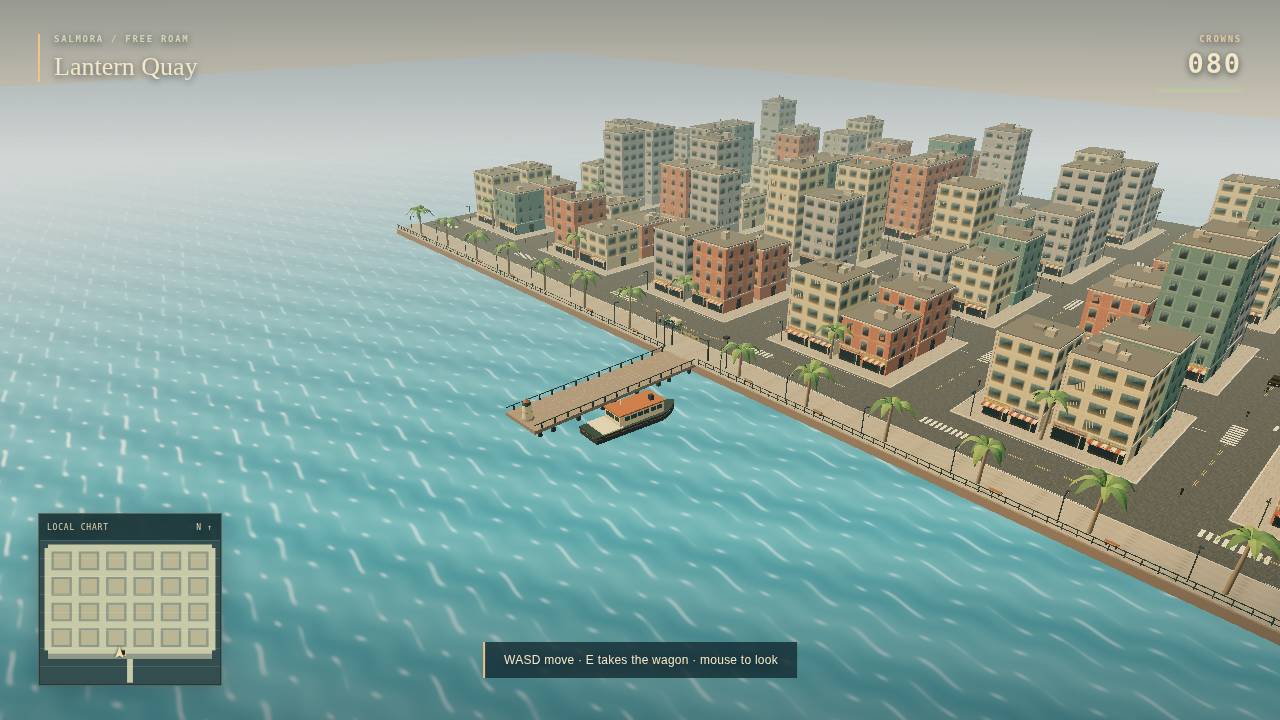 SALMORA / FREE ROAM
Lantern Quay
CROWNS
080
LOCAL CHART N ↑
WASD move · E takes the wagon · mouse to look